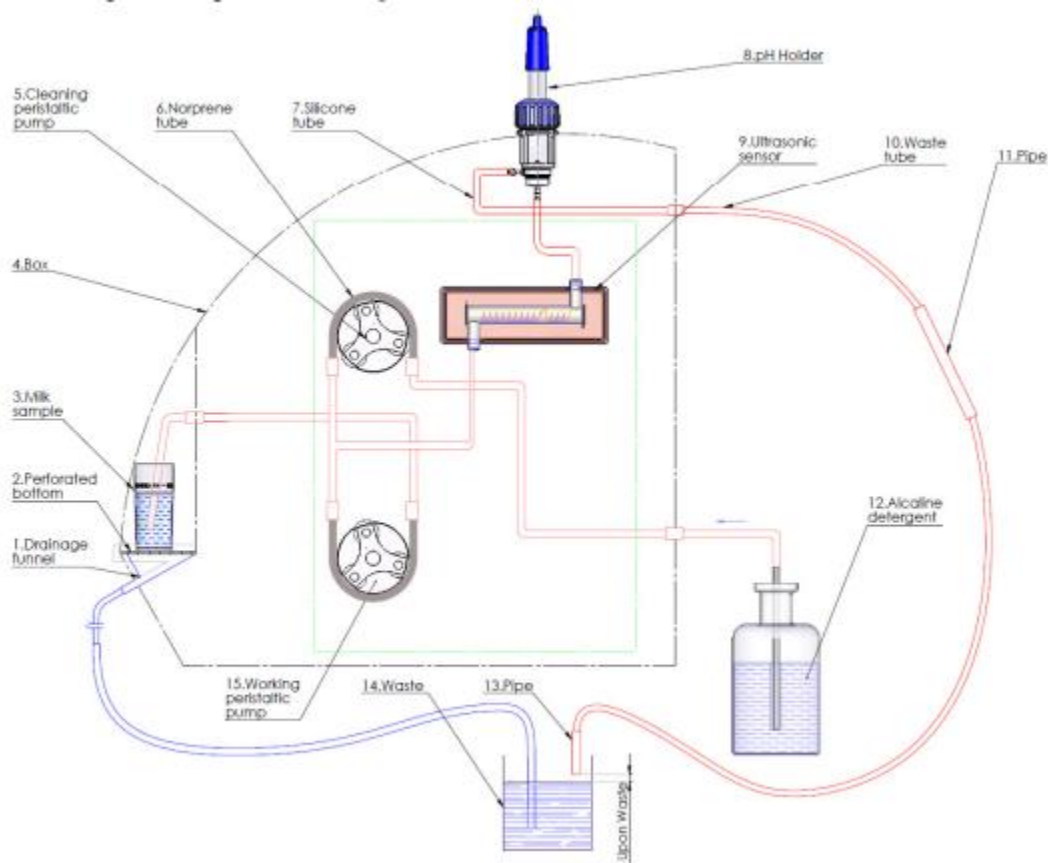 8.pH Holder
5.Cleaning
peristaltic
pump
6.Norprene
tube
7.Silicone
tube
9.Ultrasonic
sensor
10.Waste
tube
11.Pipe
4.Box
3.Milk
sample
2.Perforated
bottom
1.Drainage
funnel
12.Alcaline
detergent
15.Working
peristaltic
pump
14.Waste
13.Pipe
Upon Waste